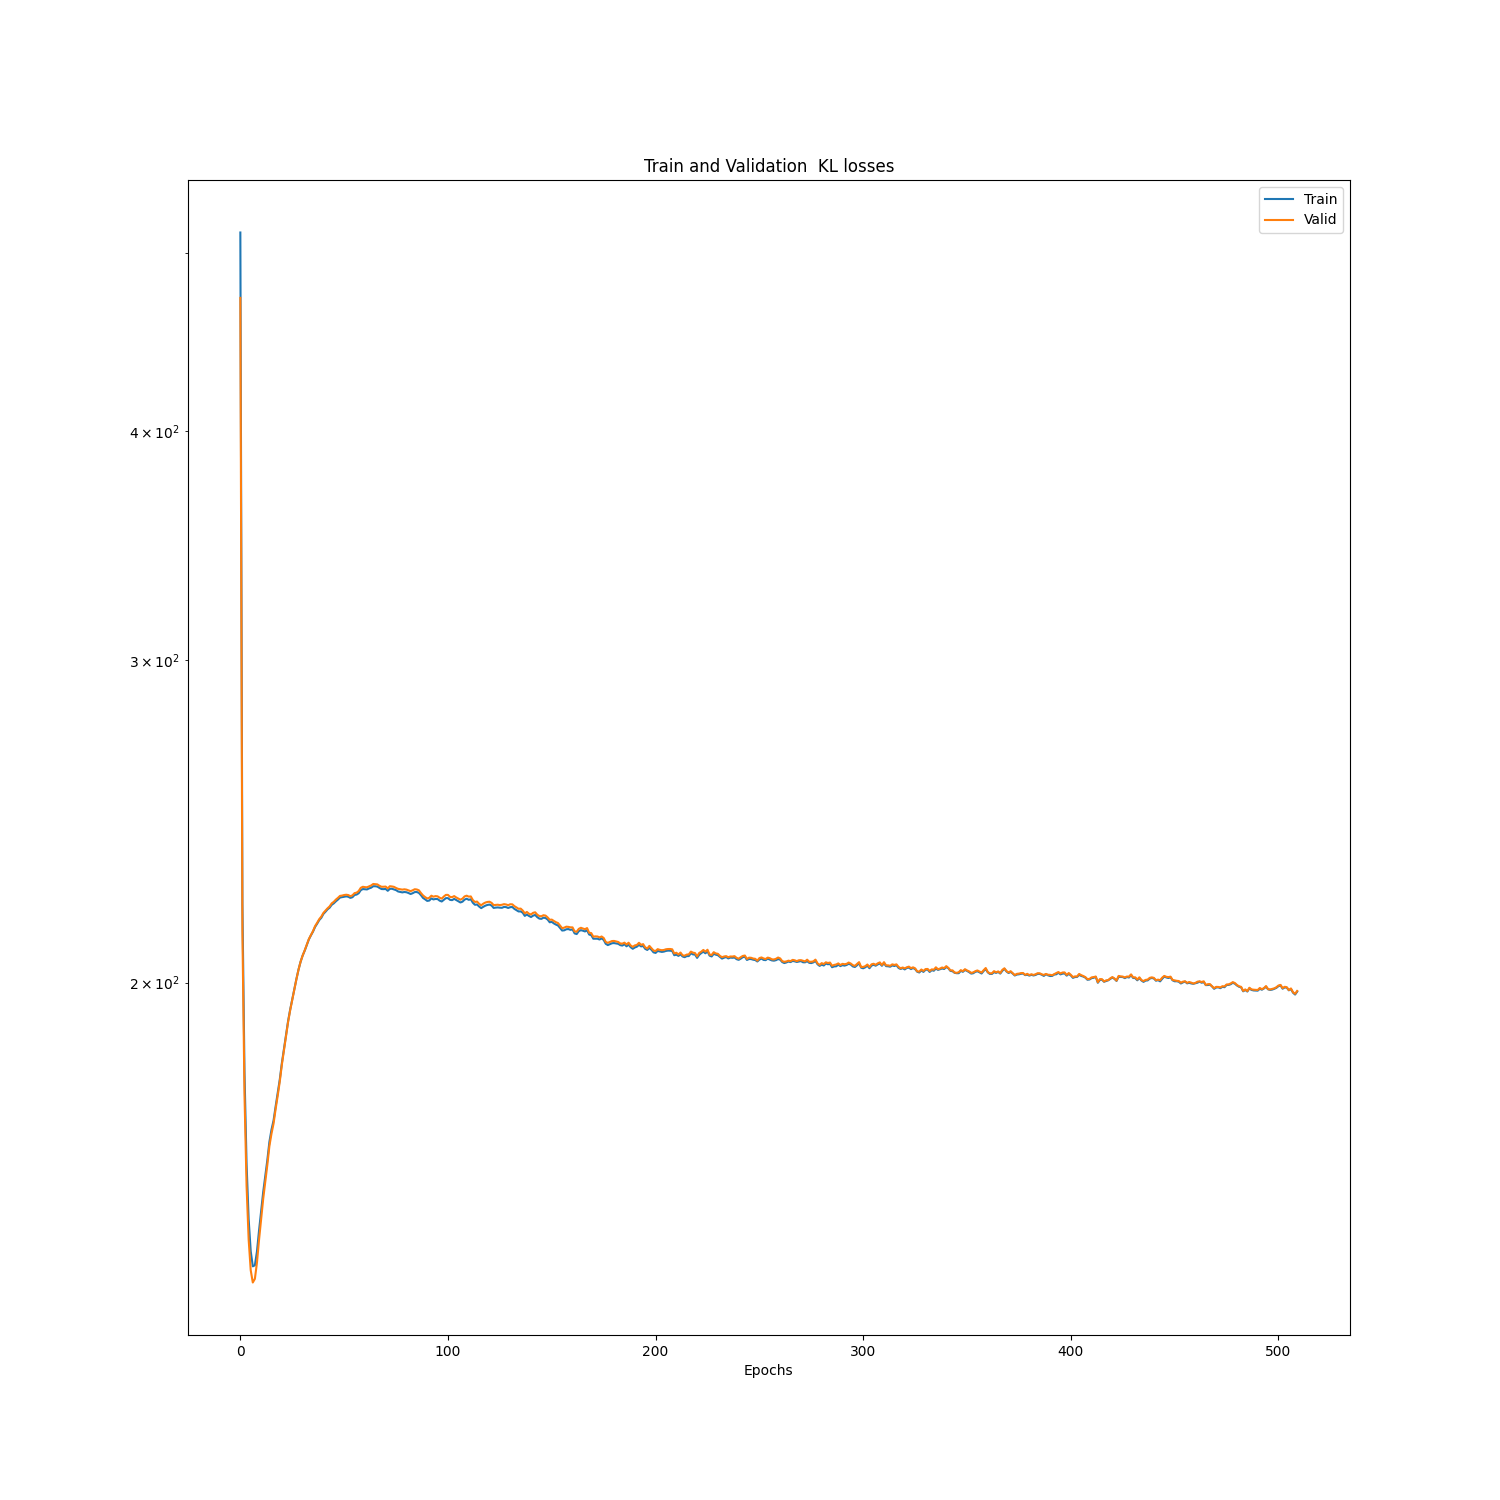 Train and Validation  KL losses
Train
Valid
4 × 10²
3 × 10²
2 × 10²
0 100 200 300 400 500
Epochs